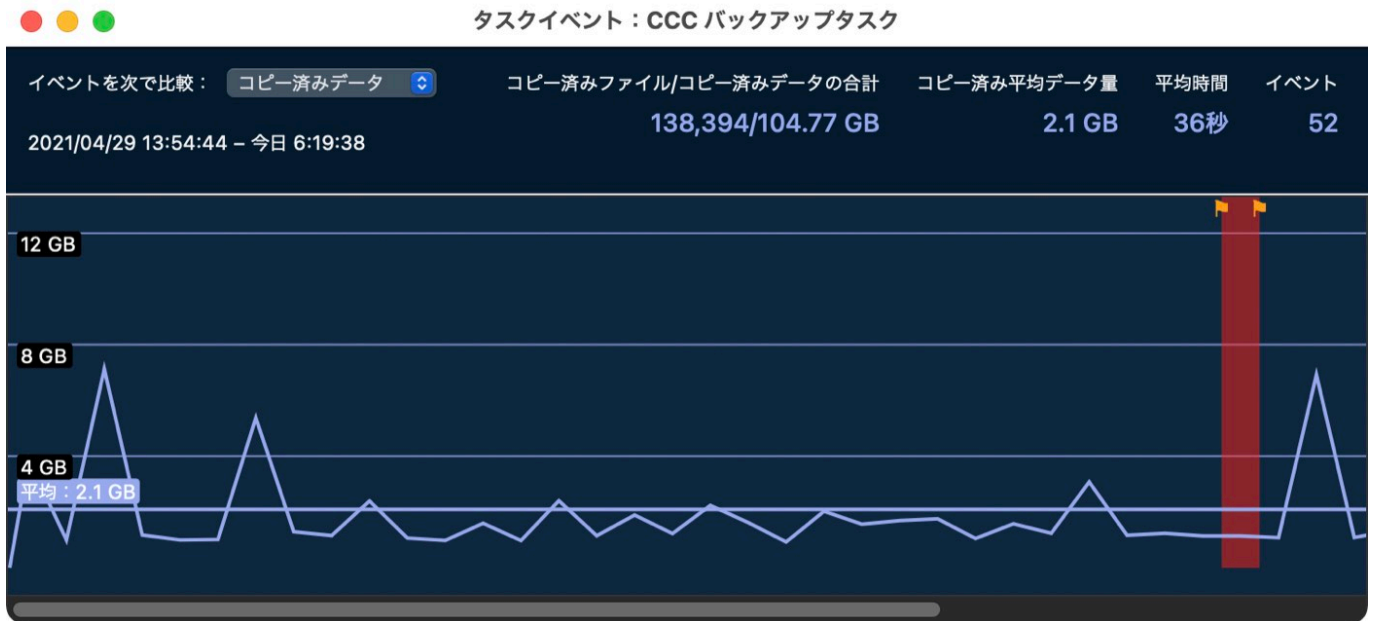 タスクイベント：CCC バックアップタスク
イベントを次で比較： コピー済みデータ
コピー済みファイル/コピー済みデータの合計 コピー済み平均データ量 平均時間 イベント
138,394/104.77 GB 2.1 GB 36秒 52
2021/04/29 13:54:44 – 今日 6:19:38
12 GB
8 GB
4 GB
平均：2.1 GB